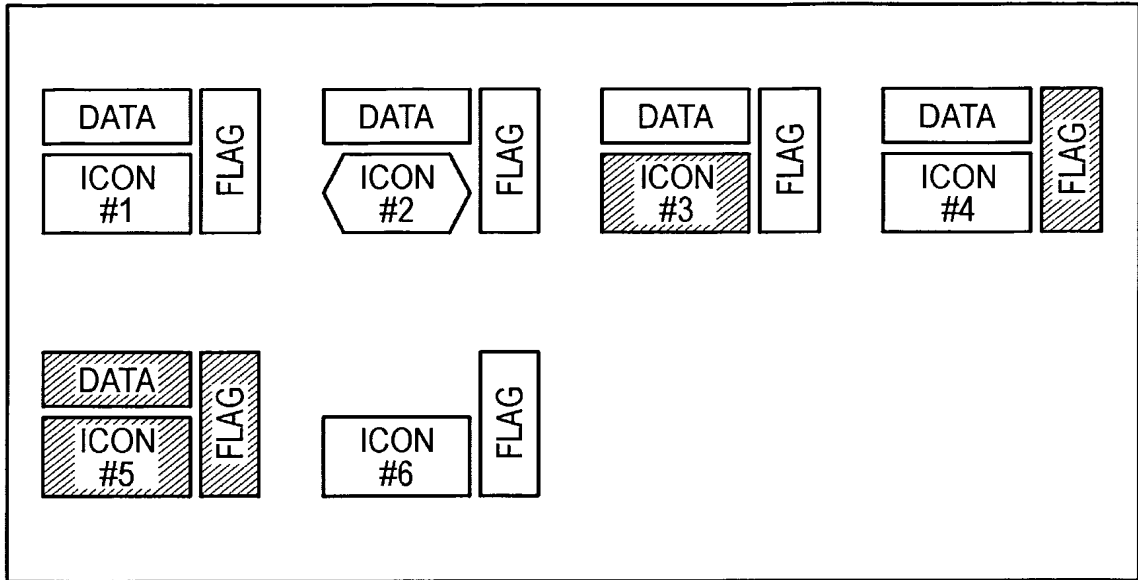 DATA
ICON
#1
FLAG
DATA
ICON
#2
FLAG
DATA
ICON
#3
FLAG
DATA
ICON
#4
FLAG
DATA
ICON
#5
FLAG
ICON
#6
FLAG